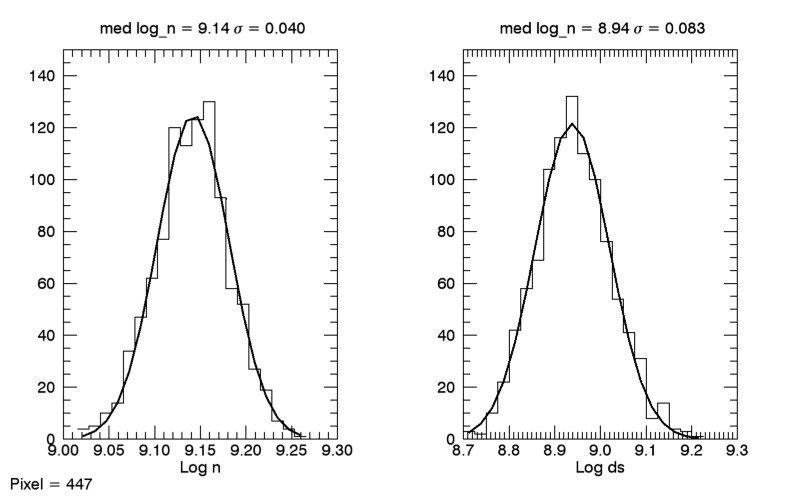 med log_n = 9.14 σ = 0.040
med log_n = 8.94 σ = 0.083
140
120
100
80
60
40
20
0
9.00 9.05 9.10 9.15 9.20 9.25 9.30
Log n
140
120
100
80
60
40
20
0
8.7 8.8 8.9 9.0 9.1 9.2 9.3
Log ds
Pixel = 447